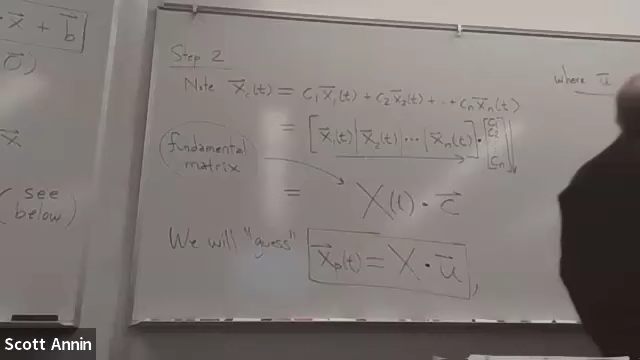 · x⃗ + b⃗
0⃗)
x⃗
(see
below)
Step 2
Note x⃗c(t) = c₁x⃗₁(t) + c₂x⃗₂(t) + ··· + cₙx⃗ₙ(t)
= [x⃗₁(t) | x⃗₂(t) | ··· | x⃗ₙ(t)] · [c₁ c₂ ⋮ cₙ]
fundamental
matrix
= X(t) · c⃗
We will "guess" x⃗p(t) = X · u⃗,
where u⃗
Scott Annin